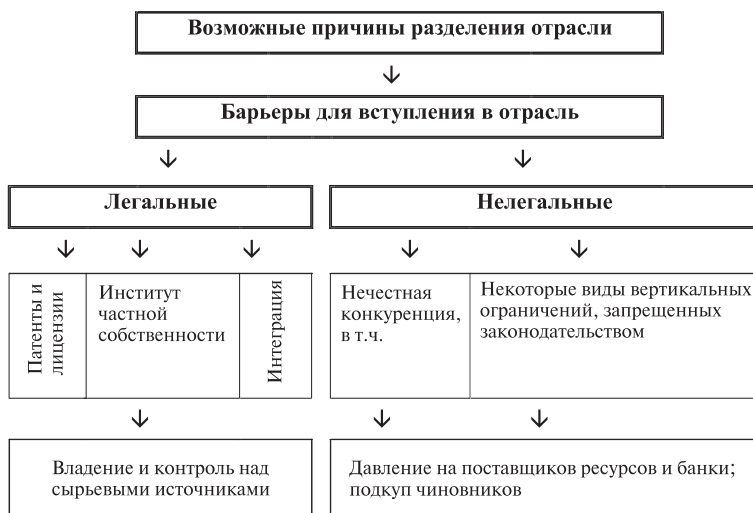 Возможные причины разделения отрасли
Барьеры для вступления в отрасль
Легальные
Нелегальные
Патенты и
лицензии
Институт
частной
собственности
Интеграция
Нечестная
конкуренция,
в т.ч.
Некоторые виды вертикальных
ограничений, запрещенных
законодательством
Владение и контроль над
сырьевыми источниками
Давление на поставщиков ресурсов и банки;
подкуп чиновников